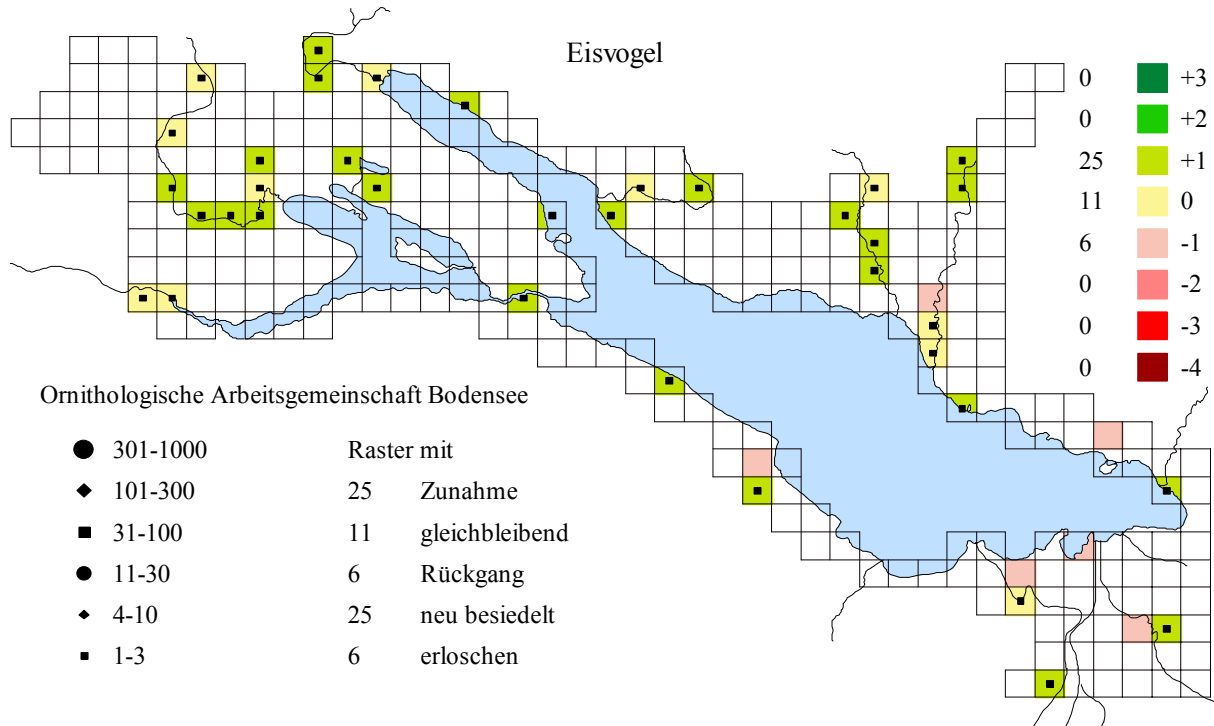 Eisvogel
0 +3
0 +2
25 +1
11 0
6 -1
0 -2
0 -3
0 -4
Ornithologische Arbeitsgemeinschaft Bodensee
301-1000 Raster mit
101-300 25 Zunahme
31-100 11 gleichbleibend
11-30 6 Rückgang
4-10 25 neu besiedelt
1-3 6 erloschen